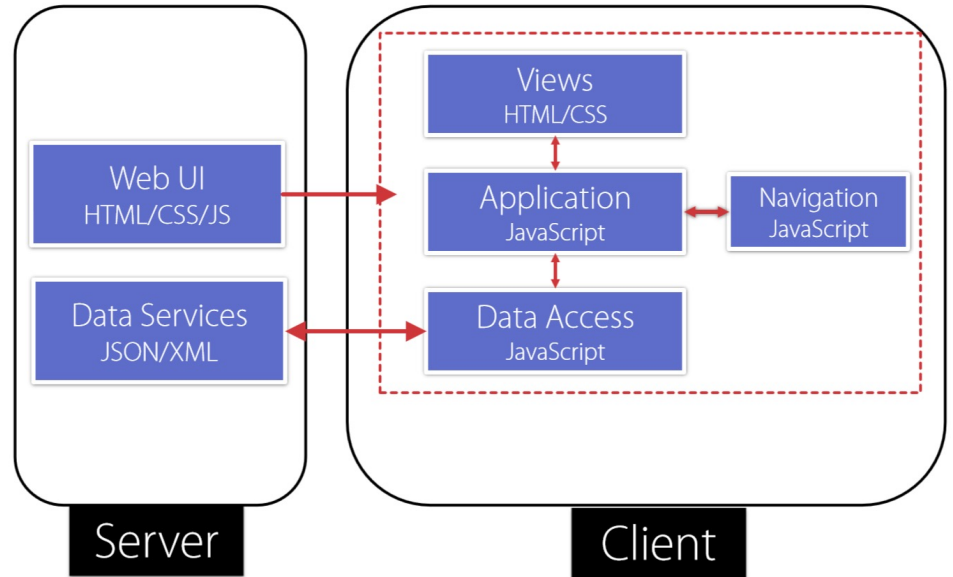 Web UI
HTML/CSS/JS
Data Services
JSON/XML
Server
Views
HTML/CSS
Application
JavaScript
Navigation
JavaScript
Data Access
JavaScript
Client